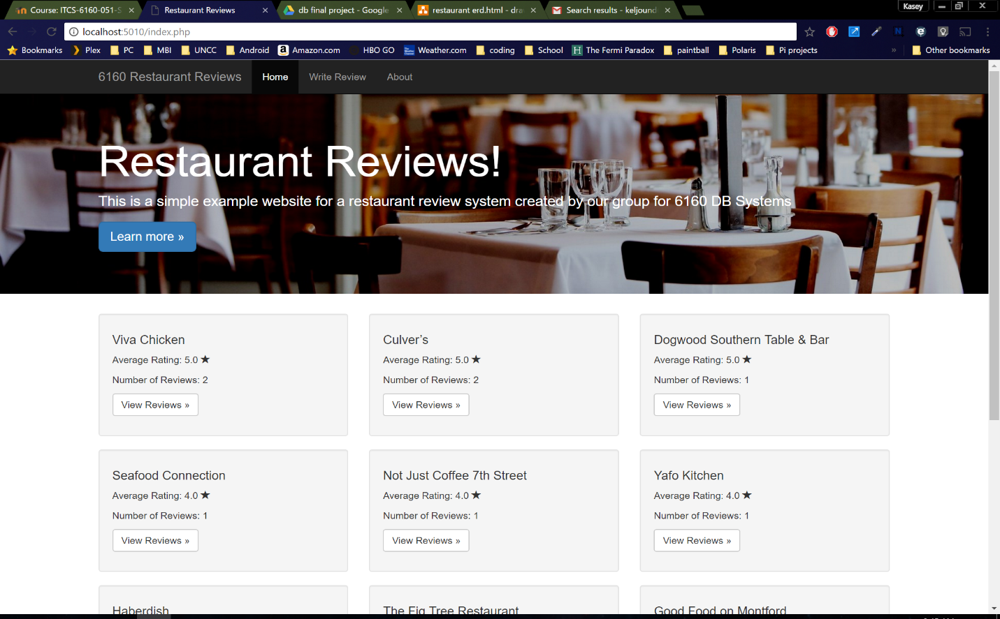 Course: ITCS-6160-051-S
Restaurant Reviews
db final project - Google
restaurant erd.html - dra
Search results - keljound
Kasey
localhost:5010/index.php
Bookmarks Plex PC MBI UNCC Android Amazon.com HBO GO Weather.com coding School The Fermi Paradox paintball Polaris Pi projects » Other bookmarks
6160 Restaurant Reviews Home Write Review About
Restaurant Reviews!
This is a simple example website for a restaurant review system created by our group for 6160 DB Systems
Learn more »
Viva Chicken
Average Rating: 5.0 ★
Number of Reviews: 2
View Reviews »
Culver’s
Average Rating: 5.0 ★
Number of Reviews: 2
View Reviews »
Dogwood Southern Table & Bar
Average Rating: 5.0 ★
Number of Reviews: 1
View Reviews »
Seafood Connection
Average Rating: 4.0 ★
Number of Reviews: 1
View Reviews »
Not Just Coffee 7th Street
Average Rating: 4.0 ★
Number of Reviews: 1
View Reviews »
Yafo Kitchen
Average Rating: 4.0 ★
Number of Reviews: 1
View Reviews »
Haberdish
The Fig Tree Restaurant
Good Food on Montford